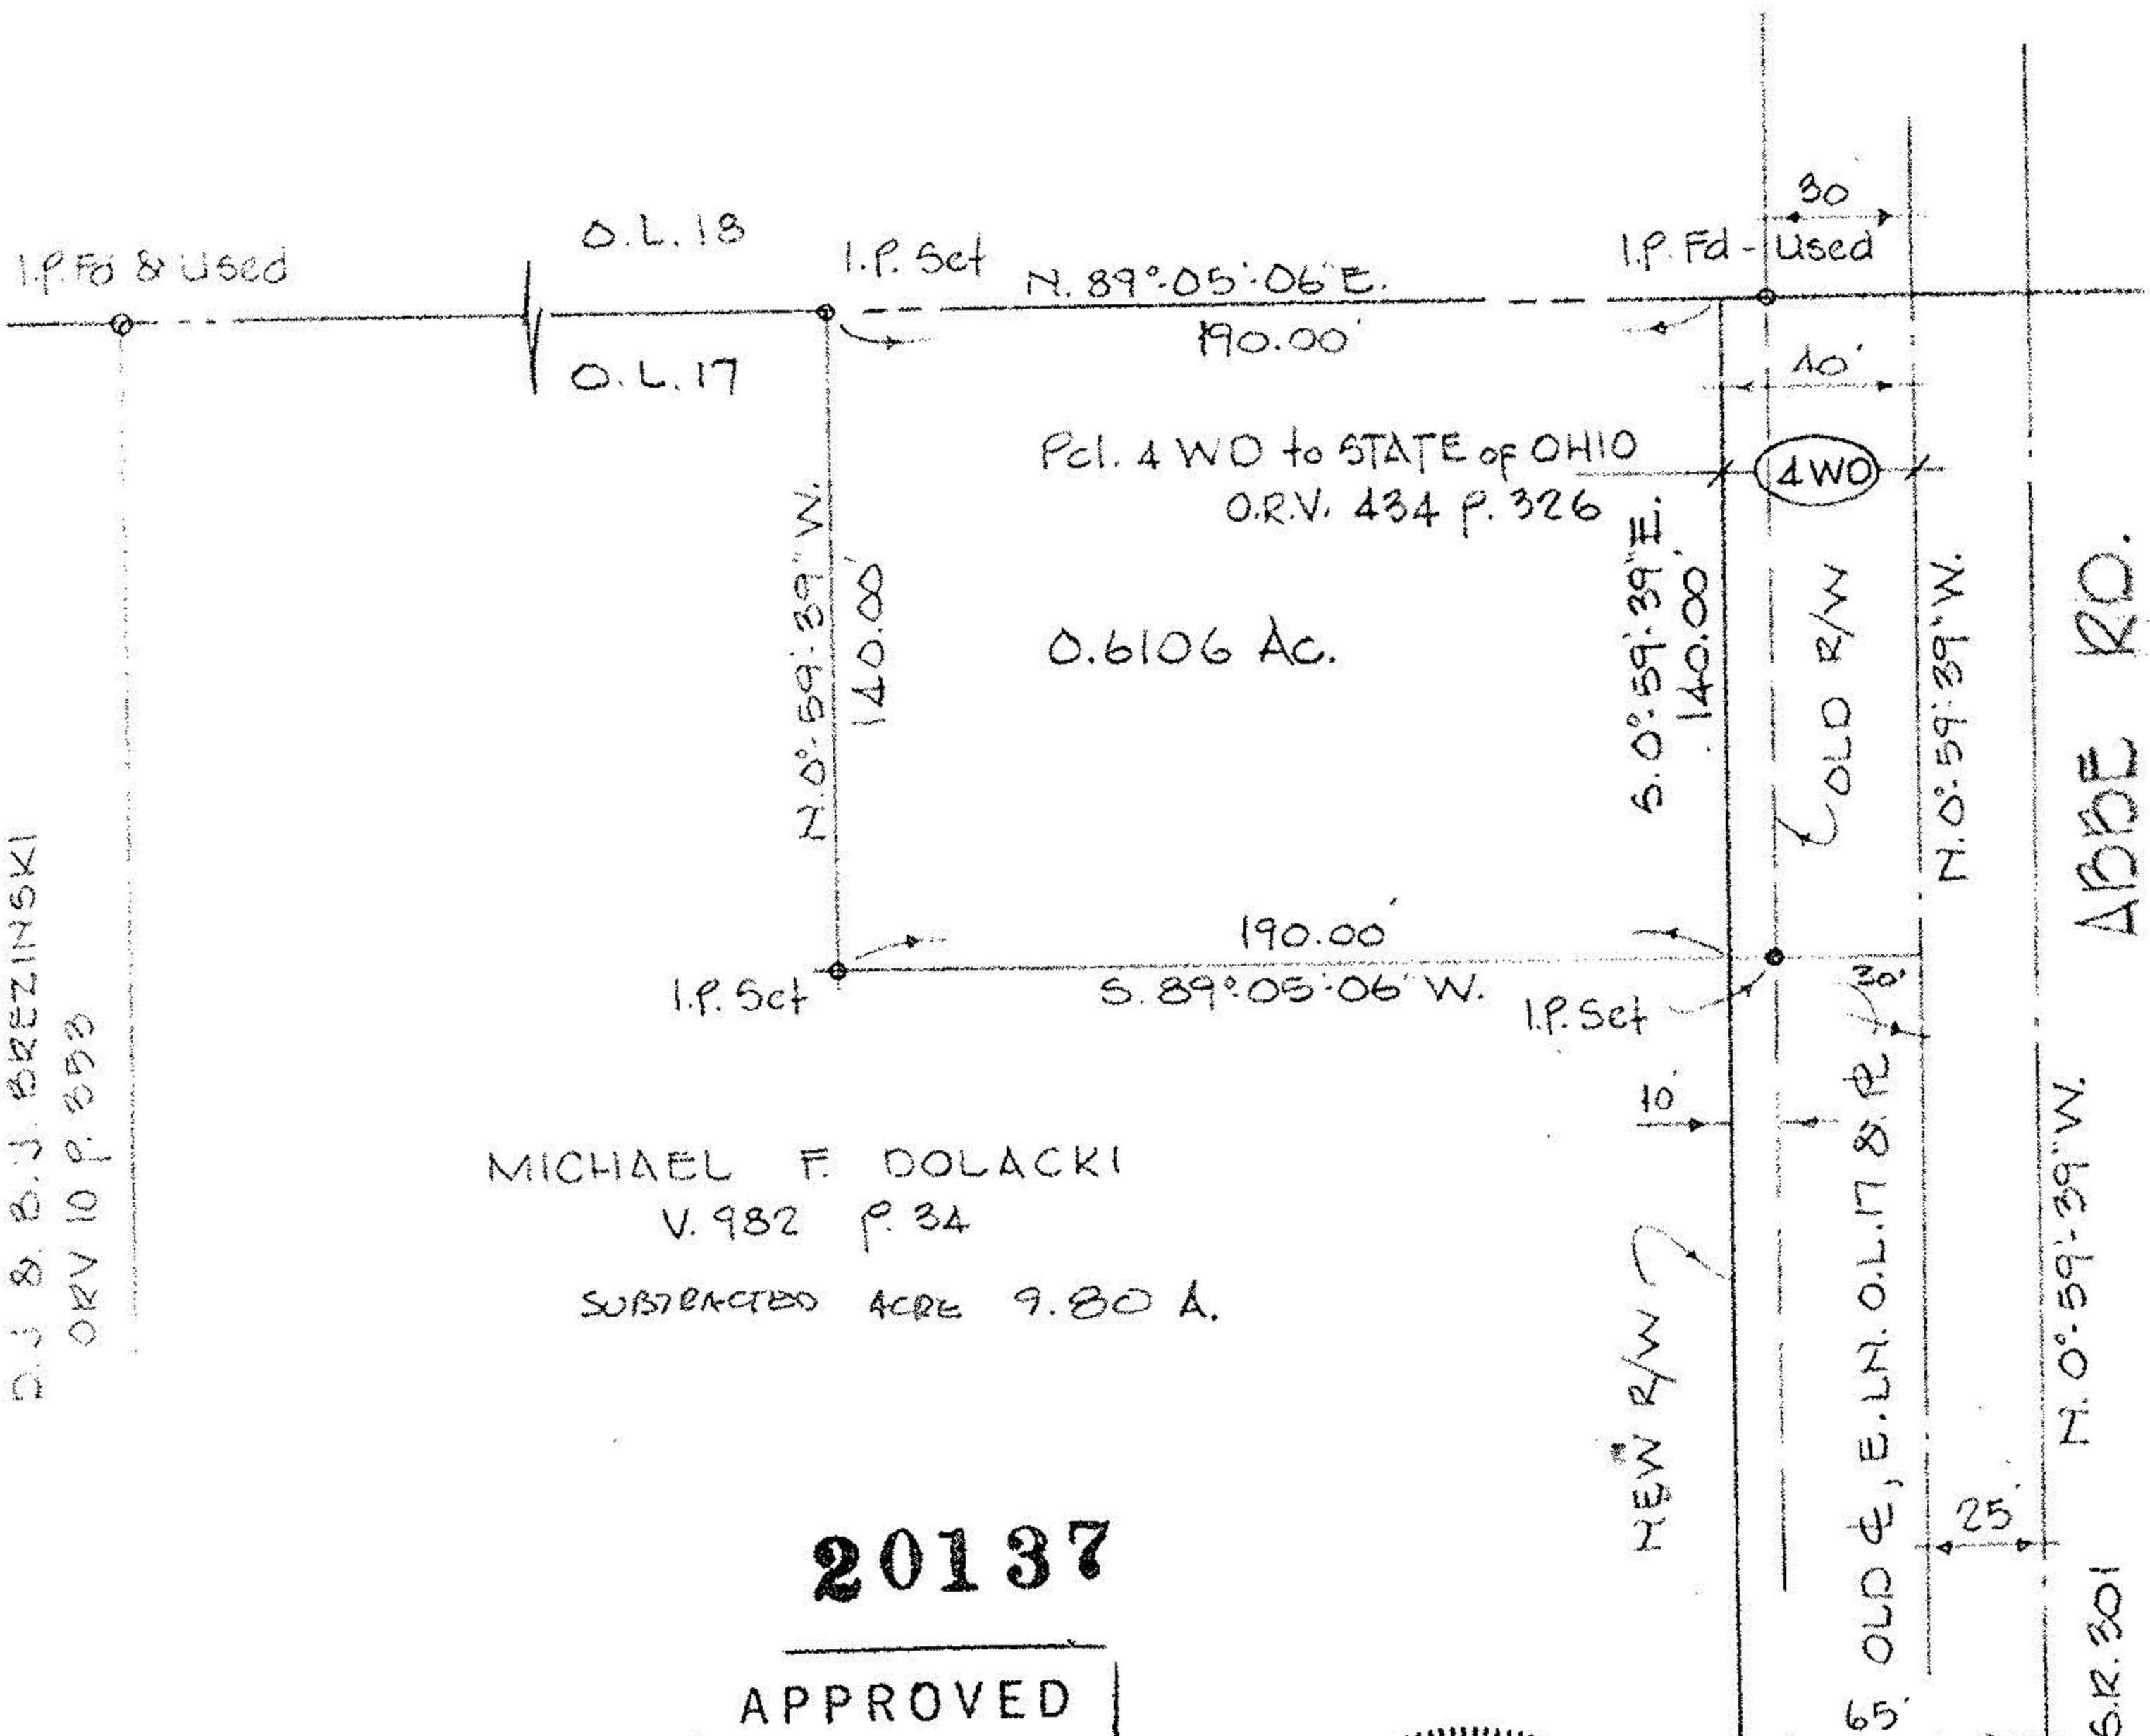 30'
O.L. 18
I.P. Fd & Used
I.P. Set
N. 89°-05'-06" E.
I.P. Fd - Used
190.00'
O.L. 17
40'
Pcl. 4 WD to STATE of OHIO
O.R.V. 434 P. 326
4WD
N. 0°-59'-39" W.
140.00'
0.6106 Ac.
S. 0°-59'-39" E.
140.00'
OLD R/W
N. 0°-59'-39" W.
ABBE RD.
190.00'
S. 89°-05'-06" W.
I.P. Set
I.P. Set
30'
D.J. & B.J. BREZINSKI
ORV 10 P. 353
10'
MICHAEL F. DOLACKI
V. 982 P. 34
SUBTRACTED ACRE 9.80 A.
NEW R/W
OLD ℄, E. LN. O.L. 17 & ℞
N. 0°-59'-39" W.
25'
S.R. 301
65'
20137
APPROVED